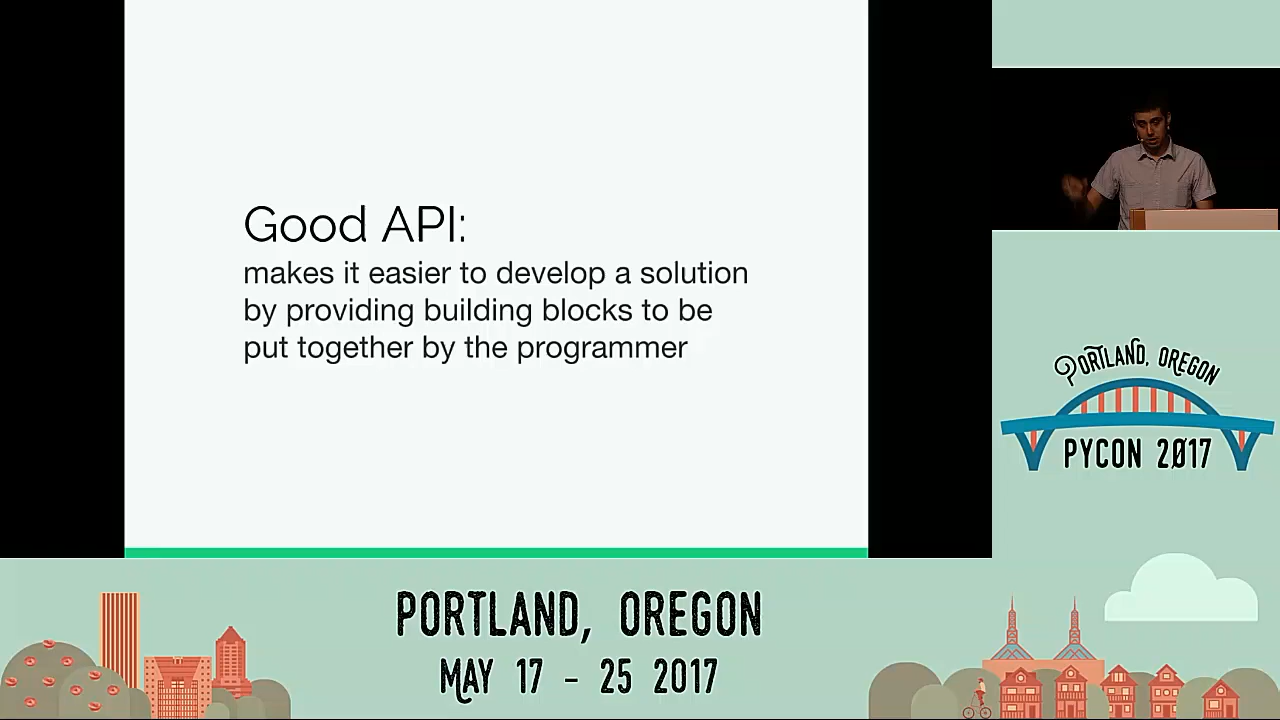 Good API:
makes it easier to develop a solution
by providing building blocks to be
put together by the programmer
PORTLAND, OREGON
PYCON 2017
PORTLAND, OREGON
MAY 17 - 25 2017